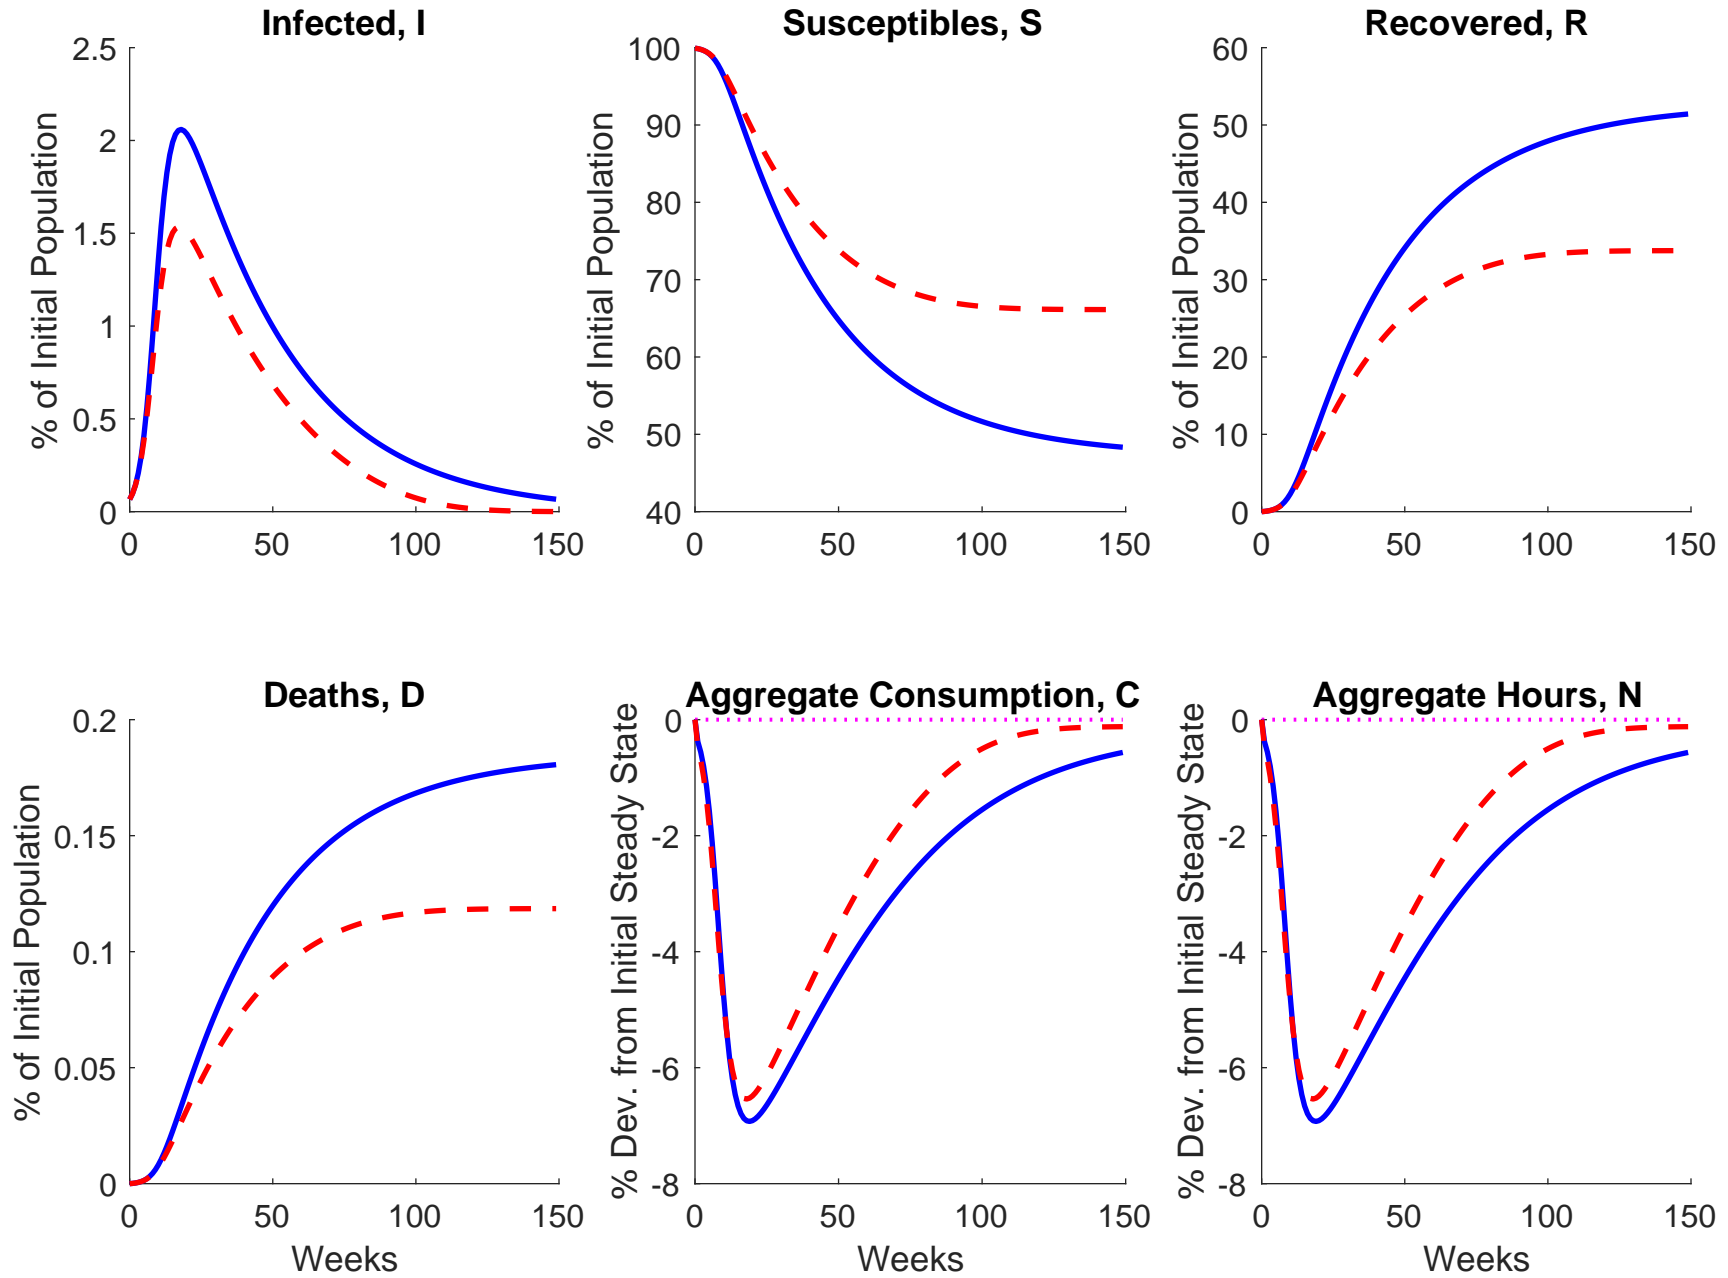 Infected, I
% of Initial Population
2.5
2
1.5
1
0.5
0
0 50 100 150
Susceptibles, S
% of Initial Population
100
90
80
70
60
50
40
0 50 100 150
Recovered, R
% of Initial Population
60
50
40
30
20
10
0
0 50 100 150
Deaths, D
% of Initial Population
0.2
0.15
0.1
0.05
0
0 50 100 150
Weeks
Aggregate Consumption, C
% Dev. from Initial Steady State
0
-2
-4
-6
-8
0 50 100 150
Weeks
Aggregate Hours, N
% Dev. from Initial Steady State
0
-2
-4
-6
-8
0 50 100 150
Weeks